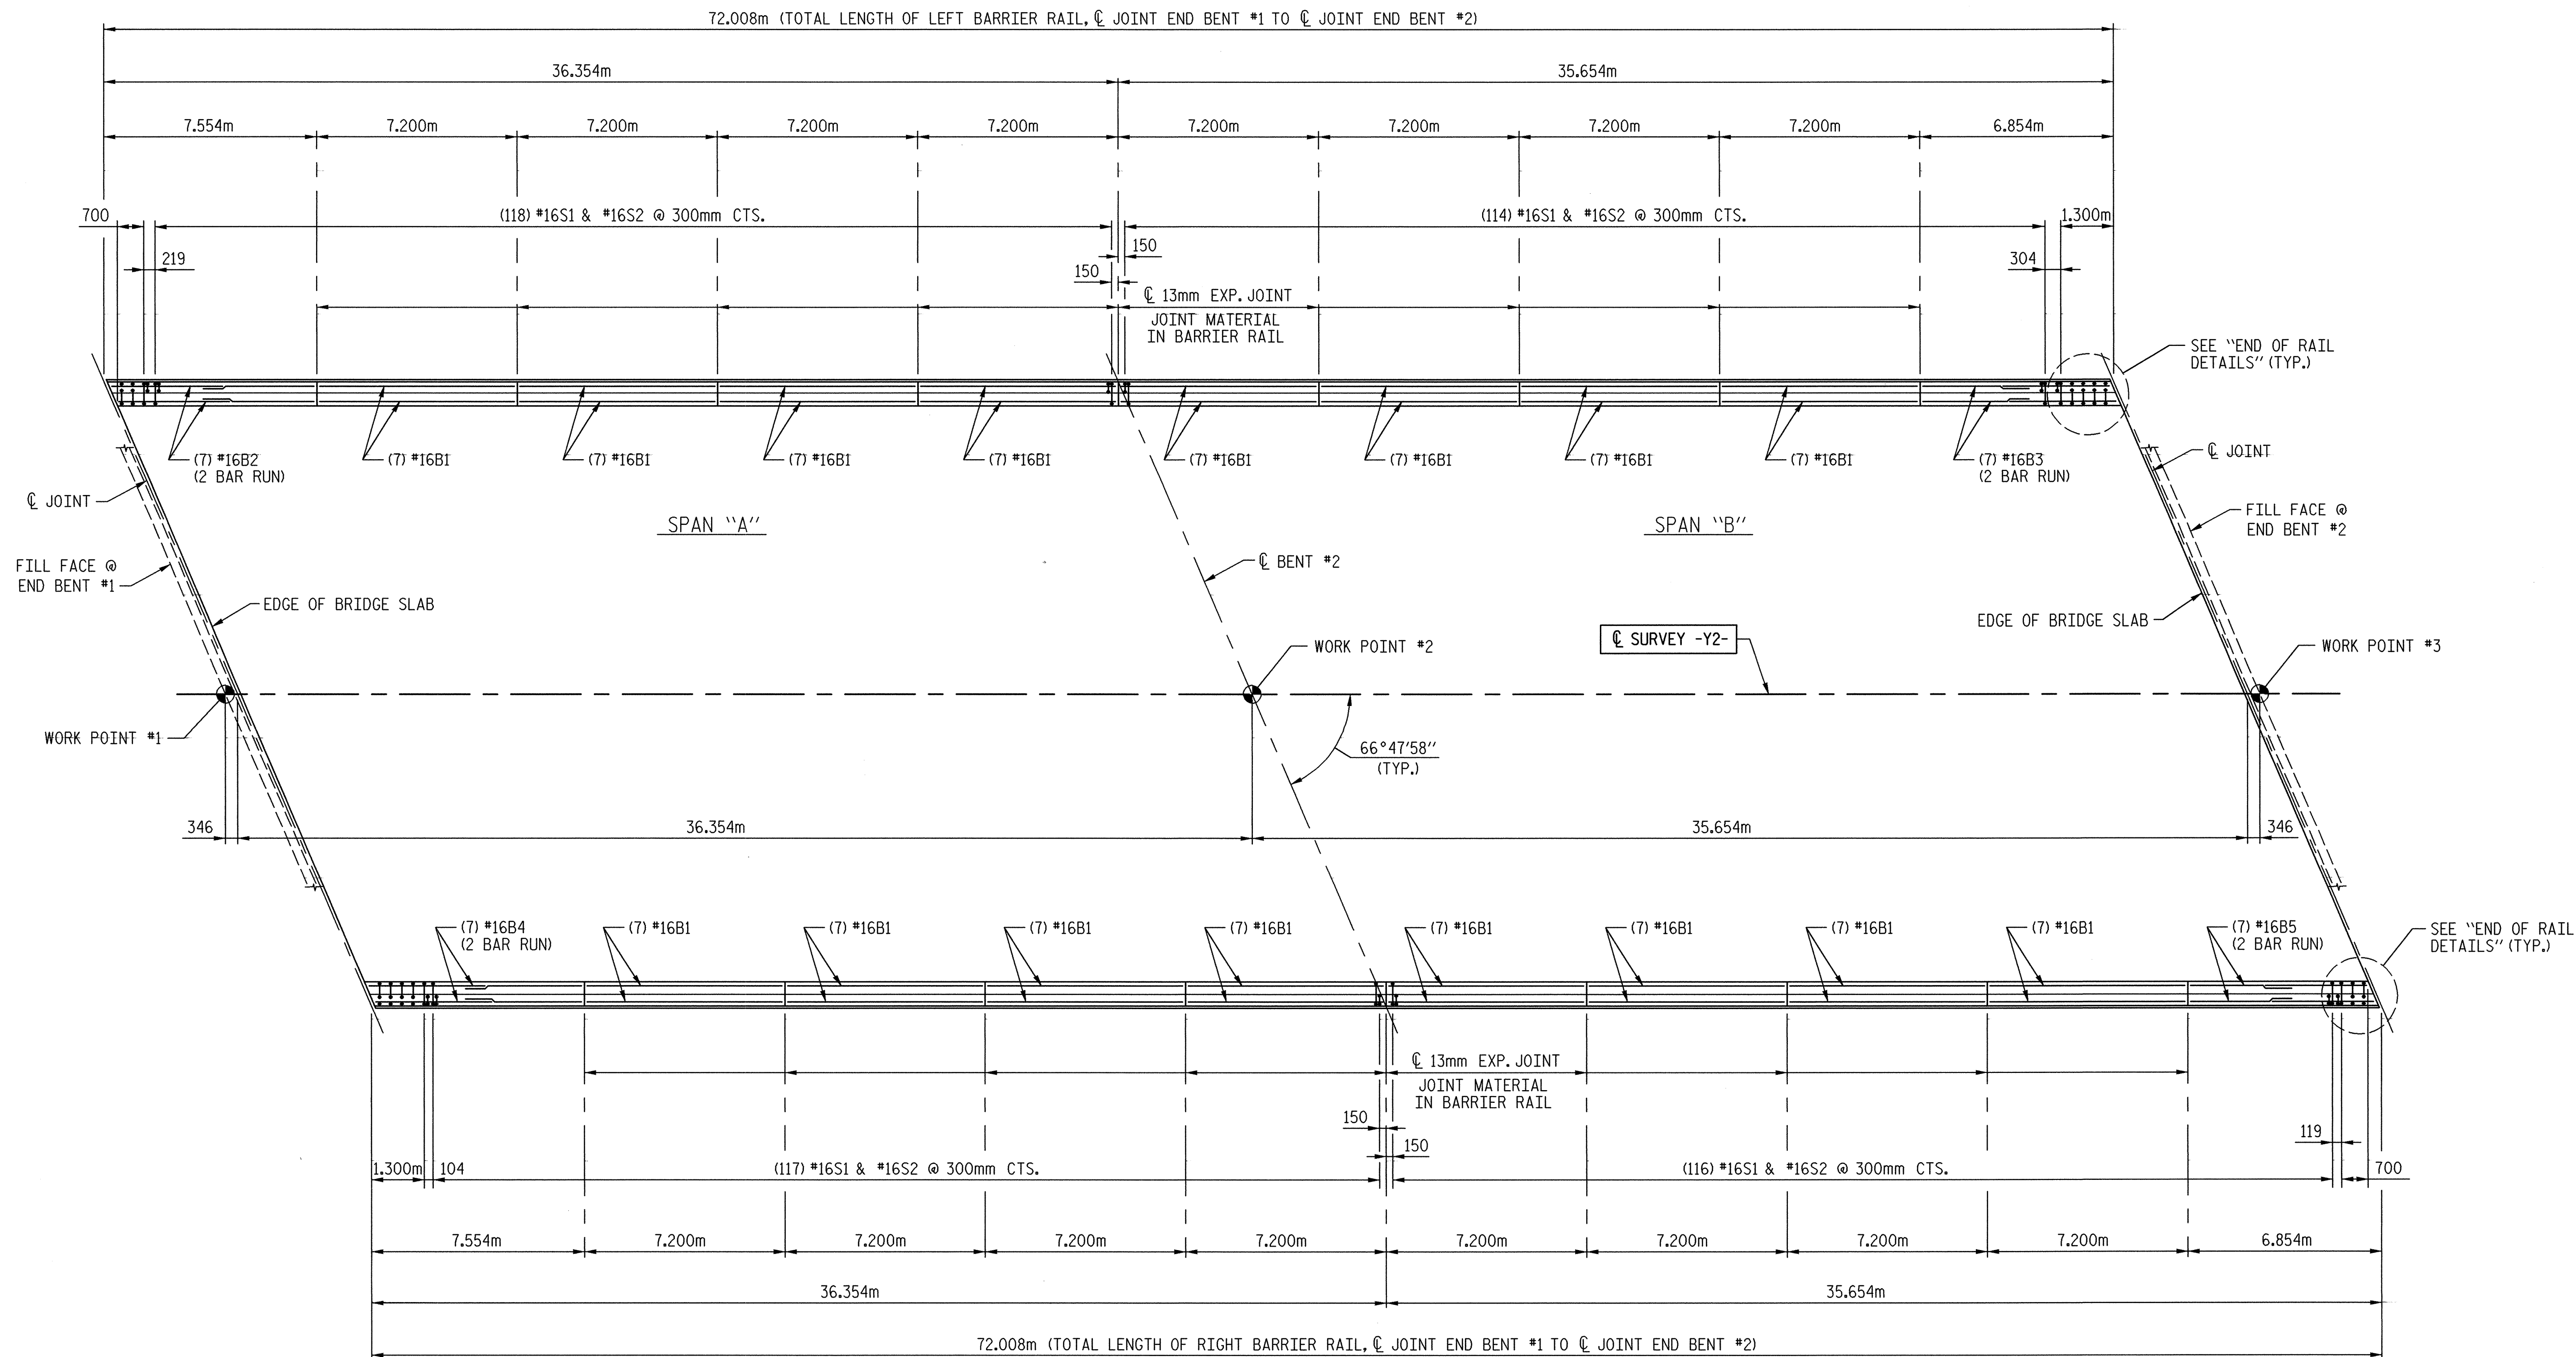 72.008m (TOTAL LENGTH OF LEFT BARRIER RAIL, ℄ JOINT END BENT #1 TO ℄ JOINT END BENT #2)
36.354m 35.654m
7.554m 7.200m 7.200m 7.200m 7.200m 7.200m 7.200m 7.200m 7.200m 6.854m
700 (118) #16S1 & #16S2 @ 300mm CTS. (114) #16S1 & #16S2 @ 300mm CTS. 1.300m
150
219 304
150
℄ 13mm EXP. JOINT
JOINT MATERIAL
IN BARRIER RAIL
SEE "END OF RAIL
DETAILS" (TYP.)
(7) #16B2
(2 BAR RUN)
(7) #16B1 (7) #16B1 (7) #16B1 (7) #16B1 (7) #16B1 (7) #16B1 (7) #16B1 (7) #16B1
(7) #16B3
(2 BAR RUN)
℄ JOINT
℄ JOINT
SPAN "A" SPAN "B"
FILL FACE @
END BENT #2
℄ BENT #2
FILL FACE @
END BENT #1
EDGE OF BRIDGE SLAB
EDGE OF BRIDGE SLAB
℄ SURVEY -Y2-
WORK POINT #2
WORK POINT #3
WORK POINT #1
66°47'58"
(TYP.)
346 36.354m 35.654m 346
(7) #16B4
(2 BAR RUN)
(7) #16B1 (7) #16B1 (7) #16B1 (7) #16B1 (7) #16B1 (7) #16B1 (7) #16B1 (7) #16B1
(7) #16B5
(2 BAR RUN)
SEE "END OF RAIL
DETAILS" (TYP.)
℄ 13mm EXP. JOINT
JOINT MATERIAL
IN BARRIER RAIL
150
150
119
1.300m 104 (117) #16S1 & #16S2 @ 300mm CTS. (116) #16S1 & #16S2 @ 300mm CTS. 700
7.554m 7.200m 7.200m 7.200m 7.200m 7.200m 7.200m 7.200m 7.200m 6.854m
36.354m 35.654m
72.008m (TOTAL LENGTH OF RIGHT BARRIER RAIL, ℄ JOINT END BENT #1 TO ℄ JOINT END BENT #2)